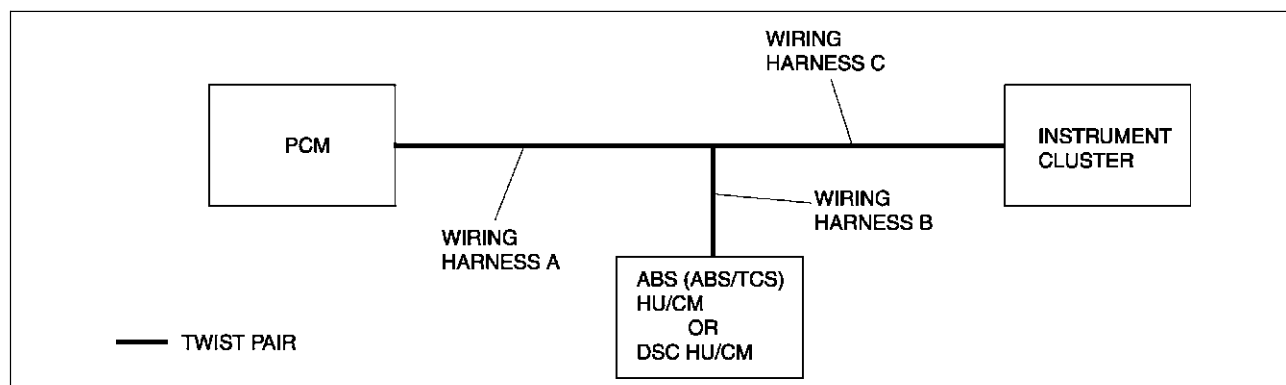 WIRING
HARNESS C
PCM
INSTRUMENT
CLUSTER
WIRING
HARNESS B
WIRING
HARNESS A
ABS (ABS/TCS)
HU/CM
OR
DSC HU/CM
TWIST PAIR